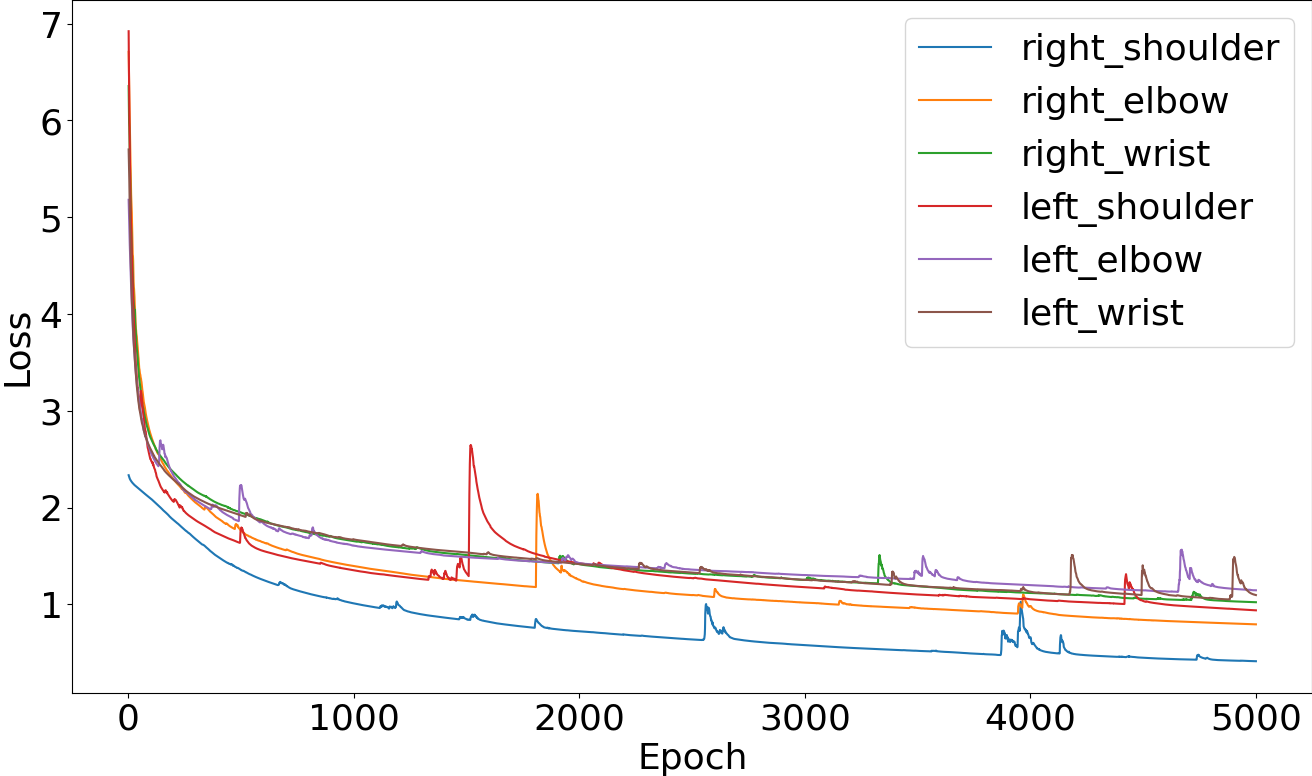 7
6
5
4
3
2
1
Loss
0 1000 2000 3000 4000 5000
Epoch
right_shoulder
right_elbow
right_wrist
left_shoulder
left_elbow
left_wrist